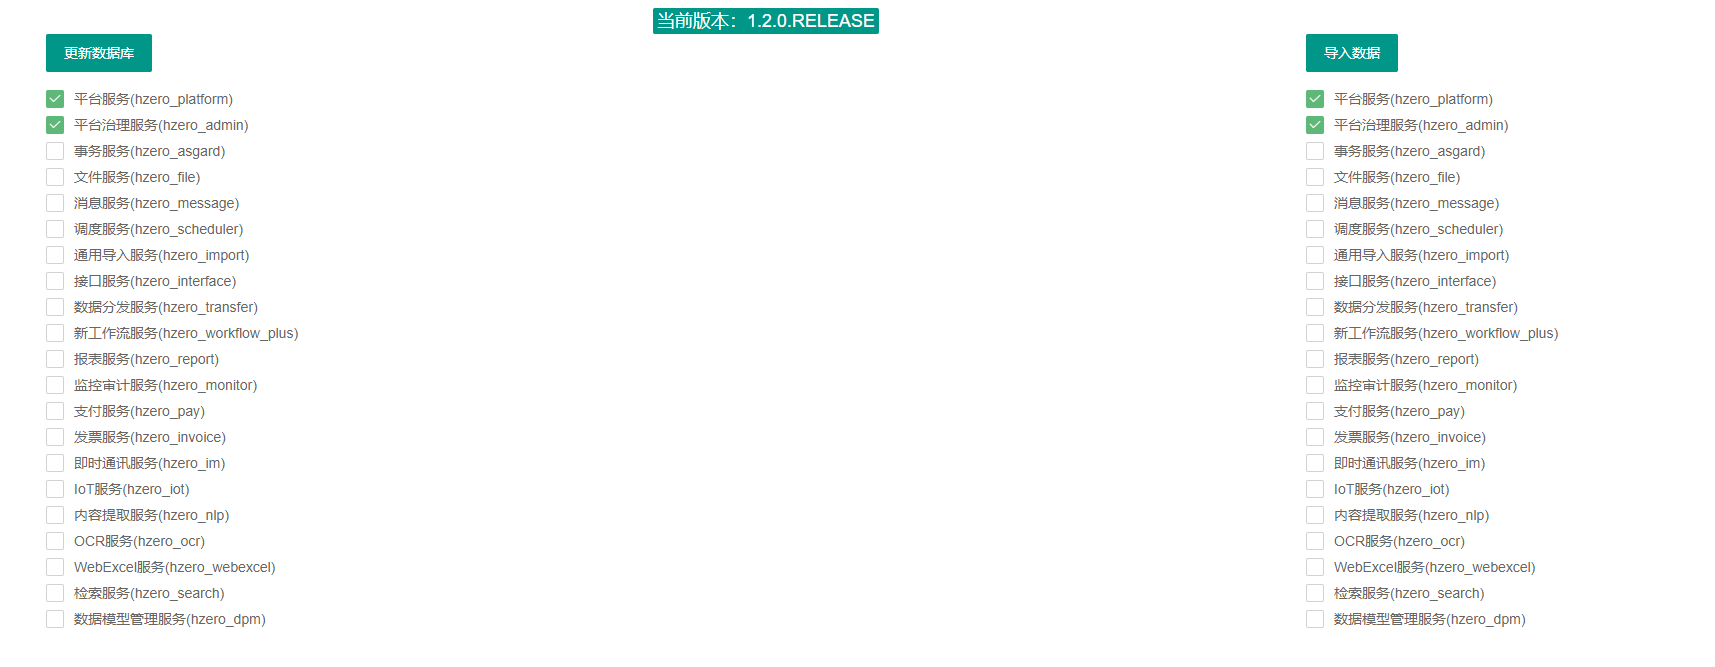 当前版本：1.2.0.RELEASE
更新数据库
平台服务(hzero_platform)
平台治理服务(hzero_admin)
事务服务(hzero_asgard)
文件服务(hzero_file)
消息服务(hzero_message)
调度服务(hzero_scheduler)
通用导入服务(hzero_import)
接口服务(hzero_interface)
数据分发服务(hzero_transfer)
新工作流服务(hzero_workflow_plus)
报表服务(hzero_report)
监控审计服务(hzero_monitor)
支付服务(hzero_pay)
发票服务(hzero_invoice)
即时通讯服务(hzero_im)
IoT服务(hzero_iot)
内容提取服务(hzero_nlp)
OCR服务(hzero_ocr)
WebExcel服务(hzero_webexcel)
检索服务(hzero_search)
数据模型管理服务(hzero_dpm)
导入数据
平台服务(hzero_platform)
平台治理服务(hzero_admin)
事务服务(hzero_asgard)
文件服务(hzero_file)
消息服务(hzero_message)
调度服务(hzero_scheduler)
通用导入服务(hzero_import)
接口服务(hzero_interface)
数据分发服务(hzero_transfer)
新工作流服务(hzero_workflow_plus)
报表服务(hzero_report)
监控审计服务(hzero_monitor)
支付服务(hzero_pay)
发票服务(hzero_invoice)
即时通讯服务(hzero_im)
IoT服务(hzero_iot)
内容提取服务(hzero_nlp)
OCR服务(hzero_ocr)
WebExcel服务(hzero_webexcel)
检索服务(hzero_search)
数据模型管理服务(hzero_dpm)